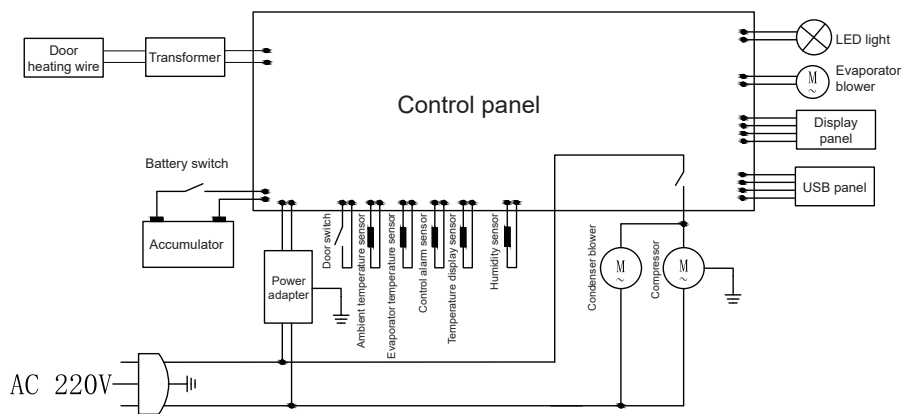 Door
heating wire
Transformer
Control panel
LED light
M
~
Evaporator
blower
Display
panel
USB panel
Battery switch
Accumulator
Power
adapter
Door switch
Ambient temperature sensor
Evaporator temperature sensor
Control alarm sensor
Temperature display sensor
Humidity sensor
Condenser blower
M
~
Compressor
M
~
AC 220V